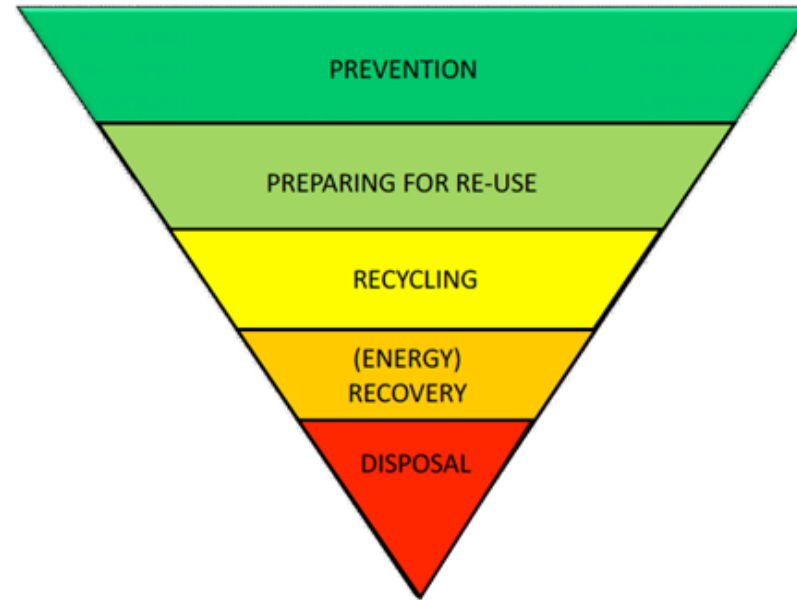 PREVENTION
PREPARING FOR RE-USE
RECYCLING
(ENERGY)
RECOVERY
DISPOSAL